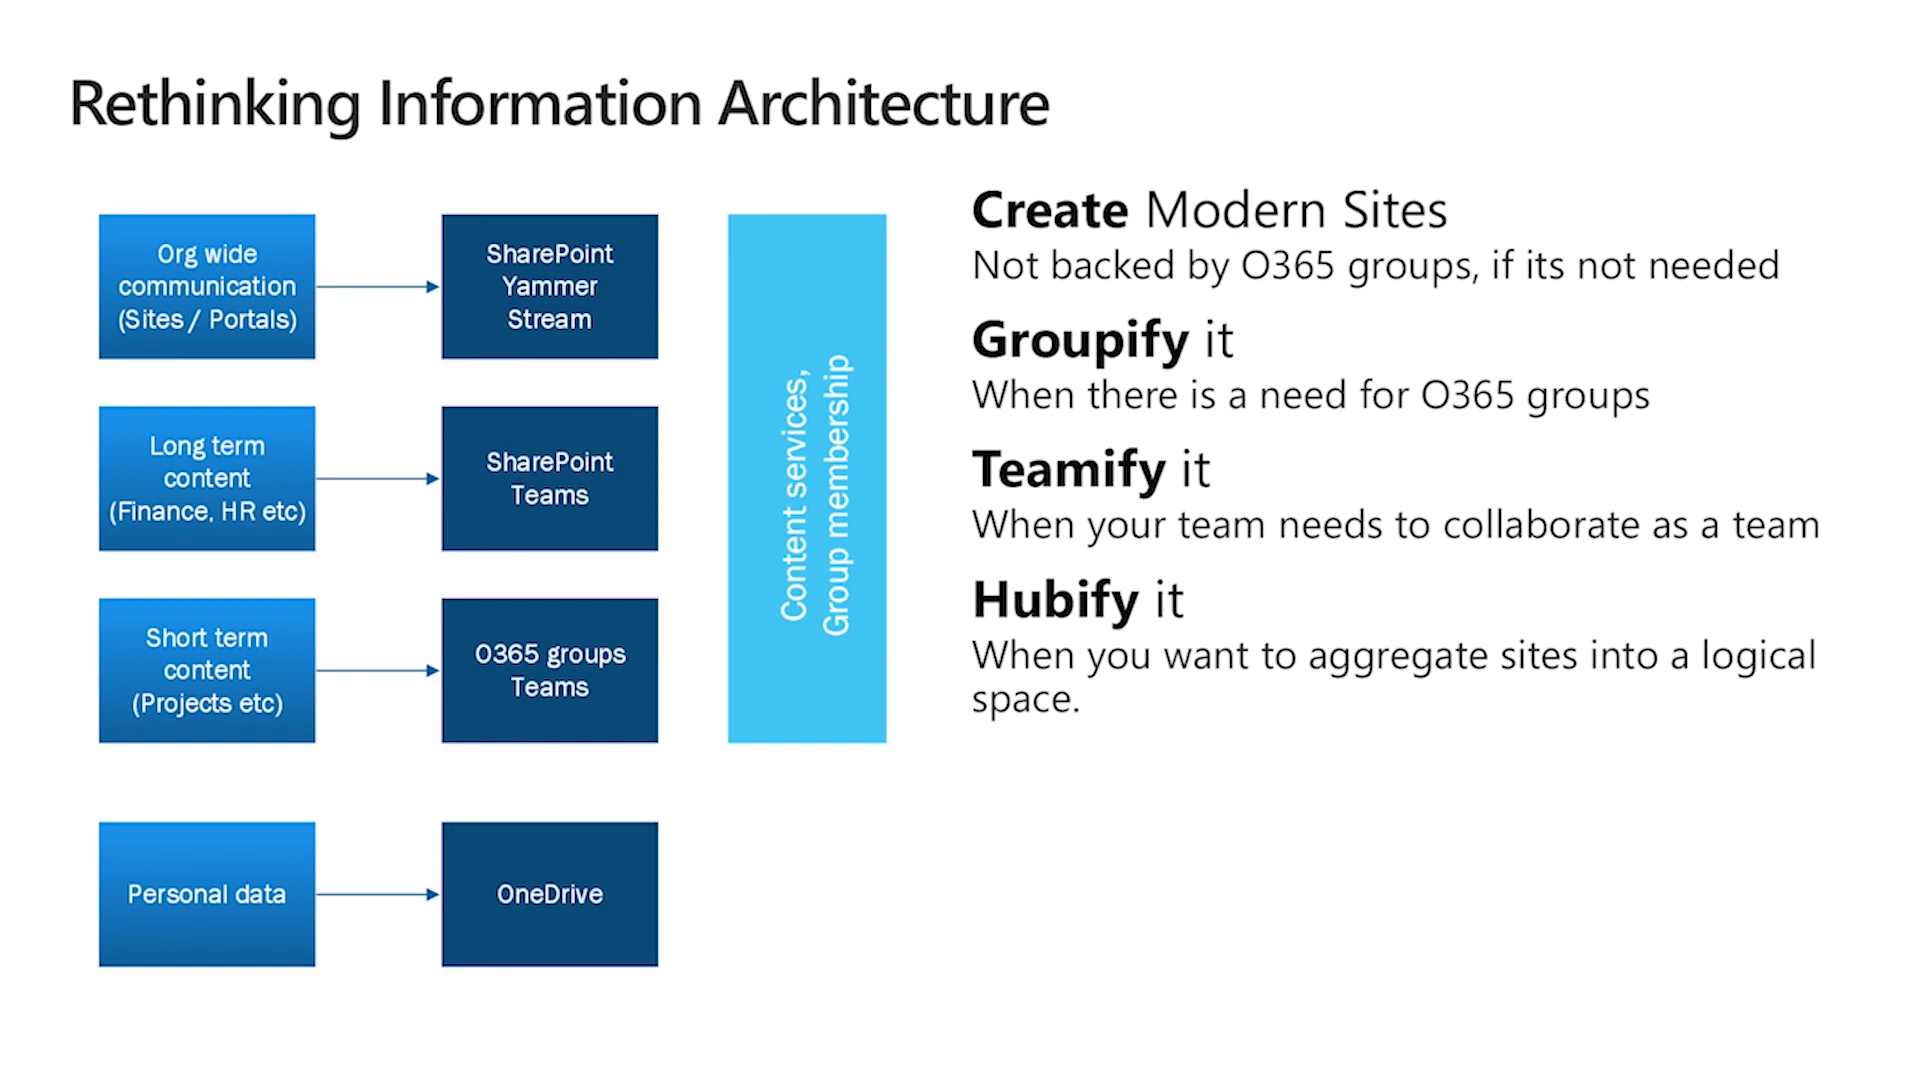 Rethinking Information Architecture
Org wide
communication
(Sites / Portals)
SharePoint
Yammer
Stream
Long term
content
(Finance, HR etc)
SharePoint
Teams
Short term
content
(Projects etc)
O365 groups
Teams
Personal data
OneDrive
Content services,
Group membership
Create Modern Sites
Not backed by O365 groups, if its not needed
Groupify it
When there is a need for O365 groups
Teamify it
When your team needs to collaborate as a team
Hubify it
When you want to aggregate sites into a logical
space.